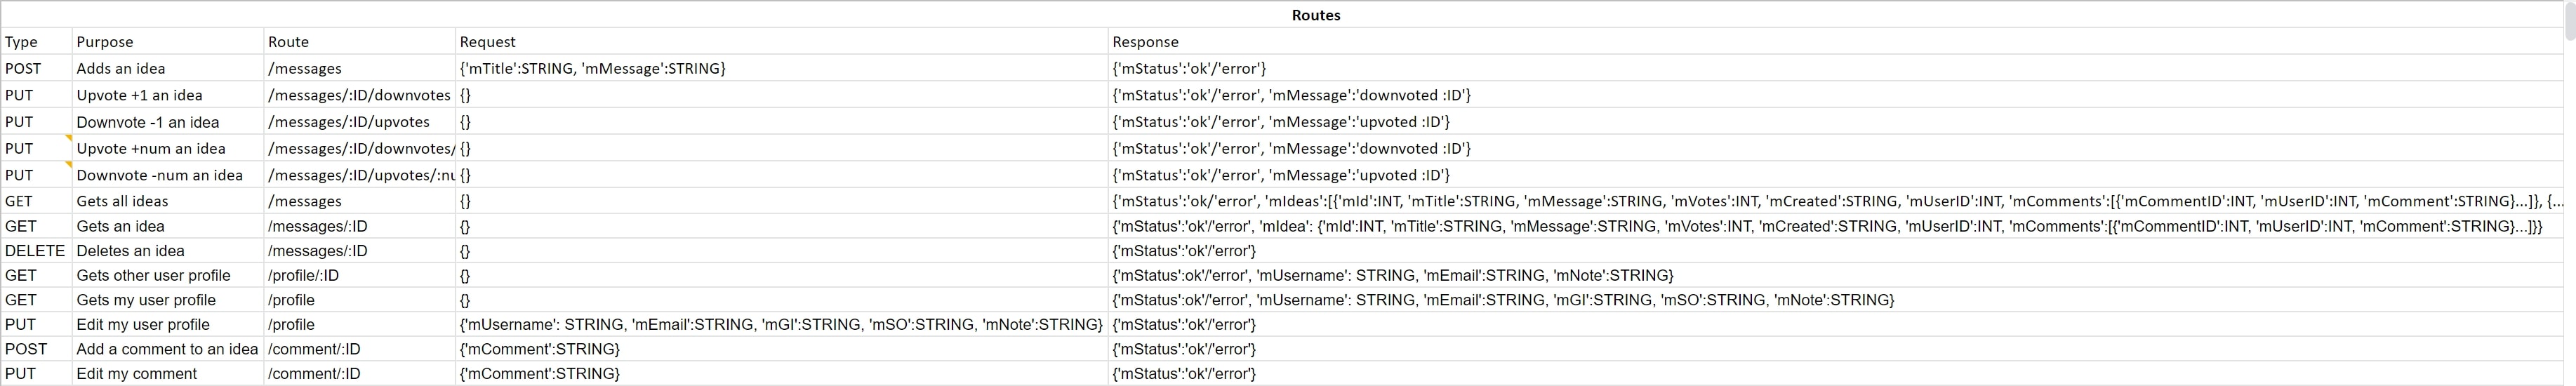 Routes
Type Purpose Route Request Response
POST Adds an idea /messages {'mTitle':STRING, 'mMessage':STRING} {'mStatus':'ok'/'error'}
PUT Upvote +1 an idea /messages/:ID/downvotes {} {'mStatus':'ok'/'error', 'mMessage':'downvoted :ID'}
PUT Downvote -1 an idea /messages/:ID/upvotes {} {'mStatus':'ok'/'error', 'mMessage':'upvoted :ID'}
PUT Upvote +num an idea /messages/:ID/downvotes/ {} {'mStatus':'ok'/'error', 'mMessage':'downvoted :ID'}
PUT Downvote -num an idea /messages/:ID/upvotes/:nu {} {'mStatus':'ok'/'error', 'mMessage':'upvoted :ID'}
GET Gets all ideas /messages {} {'mStatus':'ok/'error', 'mIdeas':[{'mId':INT, 'mTitle':STRING, 'mMessage':STRING, 'mVotes':INT, 'mCreated':STRING, 'mUserID':INT, 'mComments':[{'mCommentID':INT, 'mUserID':INT, 'mComment':STRING}...]}, {...
GET Gets an idea /messages/:ID {} {'mStatus':'ok'/'error', 'mIdea': {'mId':INT, 'mTitle':STRING, 'mMessage':STRING, 'mVotes':INT, 'mCreated':STRING, 'mUserID':INT, 'mComments':[{'mCommentID':INT, 'mUserID':INT, 'mComment':STRING}...]}}
DELETE Deletes an idea /messages/:ID {} {'mStatus':'ok'/'error'}
GET Gets other user profile /profile/:ID {} {'mStatus':ok'/'error', 'mUsername': STRING, 'mEmail':STRING, 'mNote':STRING}
GET Gets my user profile /profile {} {'mStatus':ok'/'error', 'mUsername': STRING, 'mEmail':STRING, 'mGI':STRING, 'mSO':STRING, 'mNote':STRING}
PUT Edit my user profile /profile {'mUsername': STRING, 'mEmail':STRING, 'mGI':STRING, 'mSO':STRING, 'mNote':STRING} {'mStatus':'ok'/'error'}
POST Add a comment to an idea /comment/:ID {'mComment':STRING} {'mStatus':'ok'/'error'}
PUT Edit my comment /comment/:ID {'mComment':STRING} {'mStatus':'ok'/'error'}